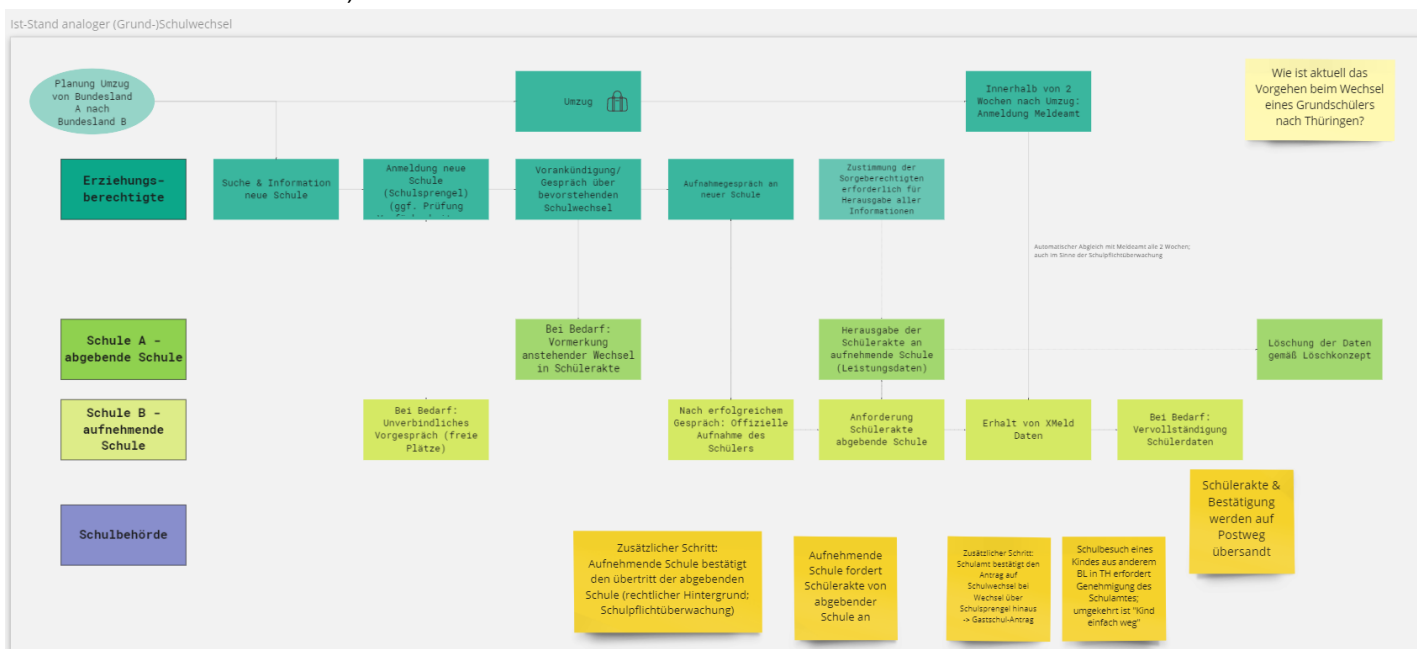 Ist-Stand analoger (Grund-)Schulwechsel
Planung Umzug
von Bundesland
A nach
Bundesland B
Umzug
Innerhalb von 2
Wochen nach Umzug:
Anmeldung Meldeamt
Wie ist aktuell das
Vorgehen beim Wechsel
eines Grundschülers
nach Thüringen?
Erziehungs-
berechtigte
Suche & Information
neue Schule
Anmeldung neue
Schule
(Schulsprengel)
(ggf. Prüfung
Vorankündigung/
Gespräch über
bevorstehenden
Schulwechsel
Aufnahmegespräch an
neuer Schule
Zustimmung der
Sorgeberechtigten
erforderlich für
Herausgabe aller
Informationen
Automatischer Abgleich mit Meldeamt alle 2 Wochen;
auch im Sinne der Schulpflichtüberwachung
Schule A -
abgebende Schule
Bei Bedarf:
Vormerkung
anstehender Wechsel
in Schülerakte
Herausgabe der
Schülerakte an
aufnehmende Schule
(Leistungsdaten)
Löschung der Daten
gemäß Löschkonzept
Schule B -
aufnehmende
Schule
Bei Bedarf:
Unverbindliches
Vorgespräch (freie
Plätze)
Nach erfolgreichem
Gespräch: Offizielle
Aufnahme des
Schülers
Anforderung
Schülerakte
abgebende Schule
Erhalt von XMeld
Daten
Bei Bedarf:
Vervollständigung
Schülerdaten
Schulbehörde
Schülerakte &
Bestätigung
werden auf
Postweg
übersandt
Zusätzlicher Schritt:
Aufnehmende Schule bestätigt
den übertritt der abgebenden
Schule (rechtlicher Hintergrund:
Schulpflichtüberwachung)
Aufnehmende
Schule fordert
Schülerakte von
abgebender
Schule an
Zusätzlicher Schritt:
Schulamt bestätigt den
Antrag auf
Schulwechsel bei
Wechsel über
Schulsprengel hinaus
-> Gastschul-Antrag
Schulbesuch eines
Kindes aus anderem
BL in TH erfordert
Genehmigung des
Schulamtes;
umgekehrt ist "Kind
einfach weg"